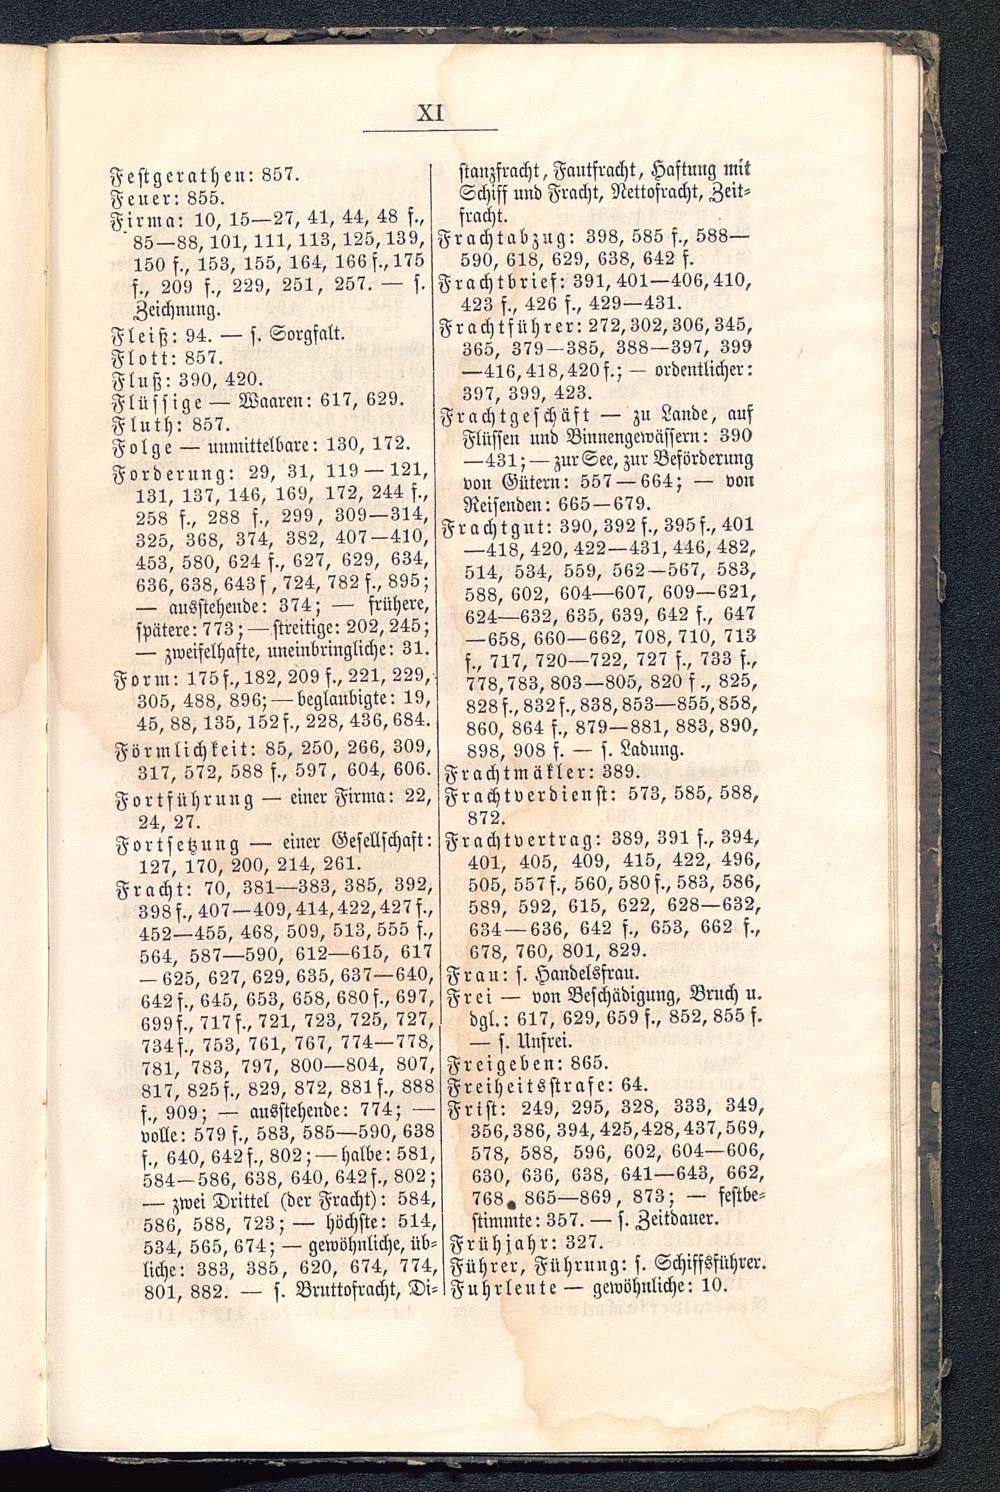 XI
Festgerathen: 857.
Feuer: 855.
Firma: 10, 15—27, 41, 44, 48 f.,
85—88, 101, 111, 113, 125, 139,
150 f., 153, 155, 164, 166 f., 175
f., 209 f., 229, 251, 257. — s.
Zeichnung.
Fleiß: 94. — s. Sorgfalt.
Flott: 857.
Fluß: 390, 420.
Flüssige — Waaren: 617, 629.
Fluth: 857.
Folge — unmittelbare: 130, 172.
Forderung: 29, 31, 119—121,
131, 137, 146, 169, 172, 244 f.,
258 f., 288 f., 299, 309—314,
325, 368, 374, 382, 407—410,
453, 580, 624 f., 627, 629, 634,
636, 638, 643 f, 724, 782 f., 895;
— ausstehende: 374; — frühere,
spätere: 773; — streitige: 202, 245;
— zweifelhafte, uneinbringliche: 31.
Form: 175 f., 182, 209 f., 221, 229,
305, 488, 896; — beglaubigte: 19,
45, 88, 135, 152 f., 228, 436, 684.
Förmlichkeit: 85, 250, 266, 309,
317, 572, 588 f., 597, 604, 606.
Fortführung — einer Firma: 22,
24, 27.
Fortsetzung — einer Gesellschaft:
127, 170, 200, 214, 261.
Fracht: 70, 381—383, 385, 392,
398 f., 407—409, 414, 422, 427 f.,
452—455, 468, 509, 513, 555 f.,
564, 587—590, 612—615, 617
—625, 627, 629, 635, 637—640,
642 f., 645, 653, 658, 680 f., 697,
699 f., 717 f., 721, 723, 725, 727,
734 f., 753, 761, 767, 774—778,
781, 783, 797, 800—804, 807,
817, 825 f., 829, 872, 881 f., 888
f., 909; — ausstehende: 774; —
volle: 579 f., 583, 585—590, 638
f., 640, 642 f., 802; — halbe: 581,
584—586, 638, 640, 642 f., 802;
— zwei Drittel (der Fracht): 584,
586, 588, 723; — höchste: 514,
534, 565, 674; — gewöhnliche, üb-
liche: 383, 385, 620, 674, 774,
801, 882. — s. Bruttofracht, Di-
stanzfracht, Fautfracht, Haftung mit
Schiff und Fracht, Nettofracht, Zeit-
fracht.
Frachtabzug: 398, 585 f., 588—
590, 618, 629, 638, 642 f.
Frachtbrief: 391, 401—406, 410,
423 f., 426 f., 429—431.
Frachtführer: 272, 302, 306, 345,
365, 379—385, 388—397, 399
—416, 418, 420 f.; — ordentlicher:
397, 399, 423.
Frachtgeschäft — zu Lande, auf
Flüssen und Binnengewässern: 390
—431; — zur See, zur Beförderung
von Gütern: 557—664; — von
Reisenden: 665—679.
Frachtgut: 390, 392 f., 395 f., 401
—418, 420, 422—431, 446, 482,
514, 534, 559, 562—567, 583,
588, 602, 604—607, 609—621,
624—632, 635, 639, 642 f., 647
—658, 660—662, 708, 710, 713
f., 717, 720—722, 727 f., 733 f.,
778, 783, 803—805, 820 f., 825,
828 f., 832 f., 838, 853—855, 858,
860, 864 f., 879—881, 883, 890,
898, 908 f. — s. Ladung.
Frachtmäkler: 389.
Frachtverdienst: 573, 585, 588,
872.
Frachtvertrag: 389, 391 f., 394,
401, 405, 409, 415, 422, 496,
505, 557 f., 560, 580 f., 583, 586,
589, 592, 615, 622, 628—632,
634—636, 642 f., 653, 662 f.,
678, 760, 801, 829.
Frau: s. Handelsfrau.
Frei — von Beschädigung, Bruch u.
dgl.: 617, 629, 659 f., 852, 855 f.
— s. Unfrei.
Freigeben: 865.
Freiheitsstrafe: 64.
Frist: 249, 295, 328, 333, 349,
356, 386, 394, 425, 428, 437, 569,
578, 588, 596, 602, 604—606,
630, 636, 638, 641—643, 662,
768, 865—869, 873; — festbe-
stimmte: 357. — s. Zeitdauer.
Frühjahr: 327.
Führer, Führung: s. Schiffsführer.
Fuhrleute — gewöhnliche: 10.